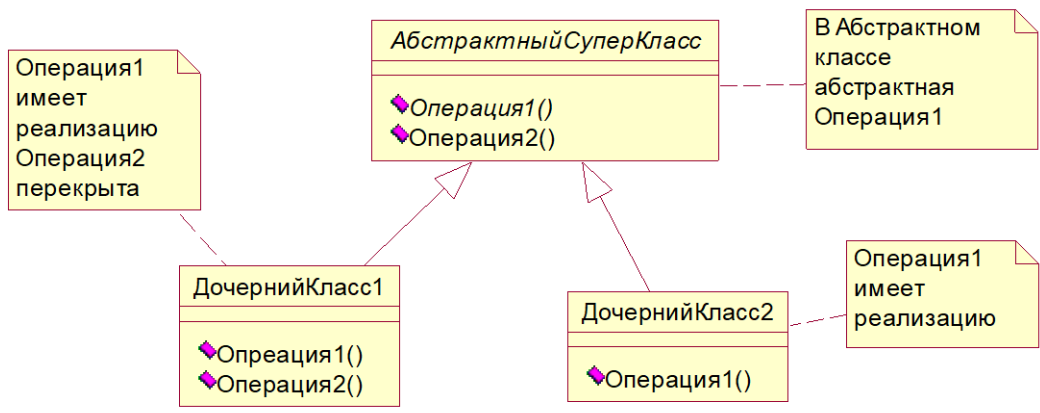 АбстрактныйСуперКласс
Операция1()
Операция2()
В Абстрактном
классе
абстрактная
Операция1
Операция1
имеет
реализацию
Операция2
перекрыта
ДочернийКласс1
Опреация1()
Операция2()
ДочернийКласс2
Операция1()
Операция1
имеет
реализацию